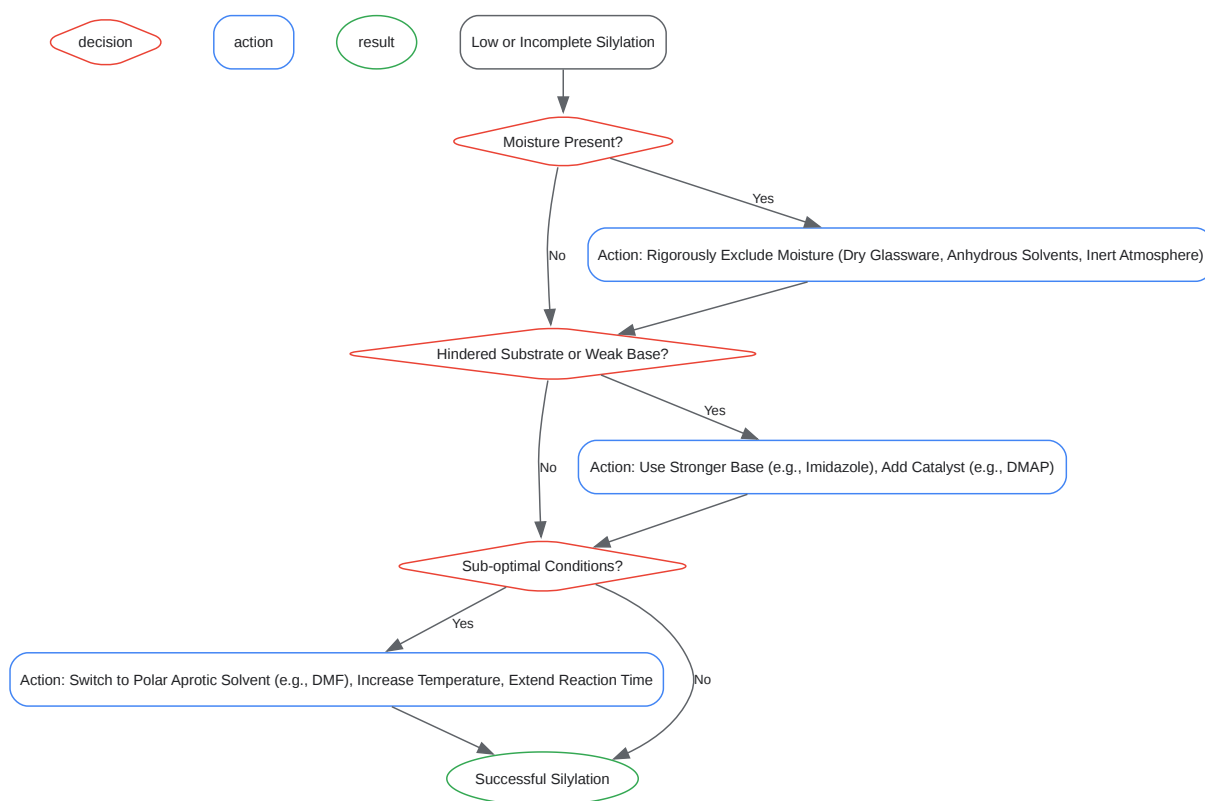 decision
action
result
Low or Incomplete Silylation
Moisture Present?
Yes
No
Action: Rigorously Exclude Moisture (Dry Glassware, Anhydrous Solvents, Inert Atmosphere)
Hindered Substrate or Weak Base?
Yes
No
Action: Use Stronger Base (e.g., Imidazole), Add Catalyst (e.g., DMAP)
Sub-optimal Conditions?
Yes
No
Action: Switch to Polar Aprotic Solvent (e.g., DMF), Increase Temperature, Extend Reaction Time
Successful Silylation